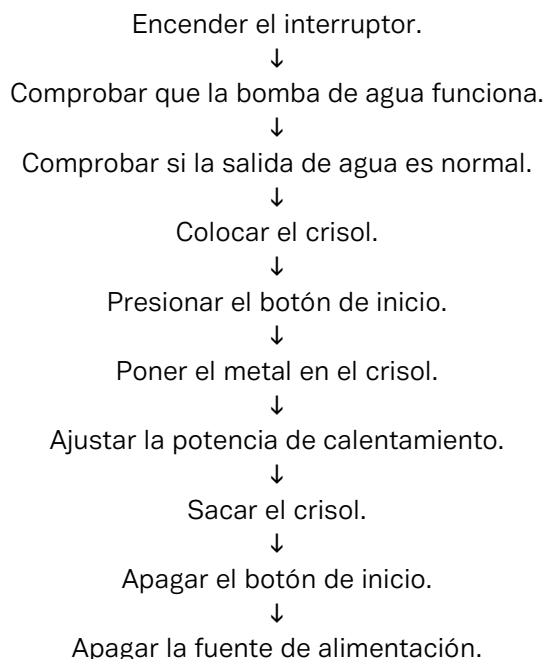 Encender el interruptor.
↓
Comprobar que la bomba de agua funciona.
↓
Comprobar si la salida de agua es normal.
↓
Colocar el crisol.
↓
Presionar el botón de inicio.
↓
Poner el metal en el crisol.
↓
Ajustar la potencia de calentamiento.
↓
Sacar el crisol.
↓
Apagar el botón de inicio.
↓
Apagar la fuente de alimentación.